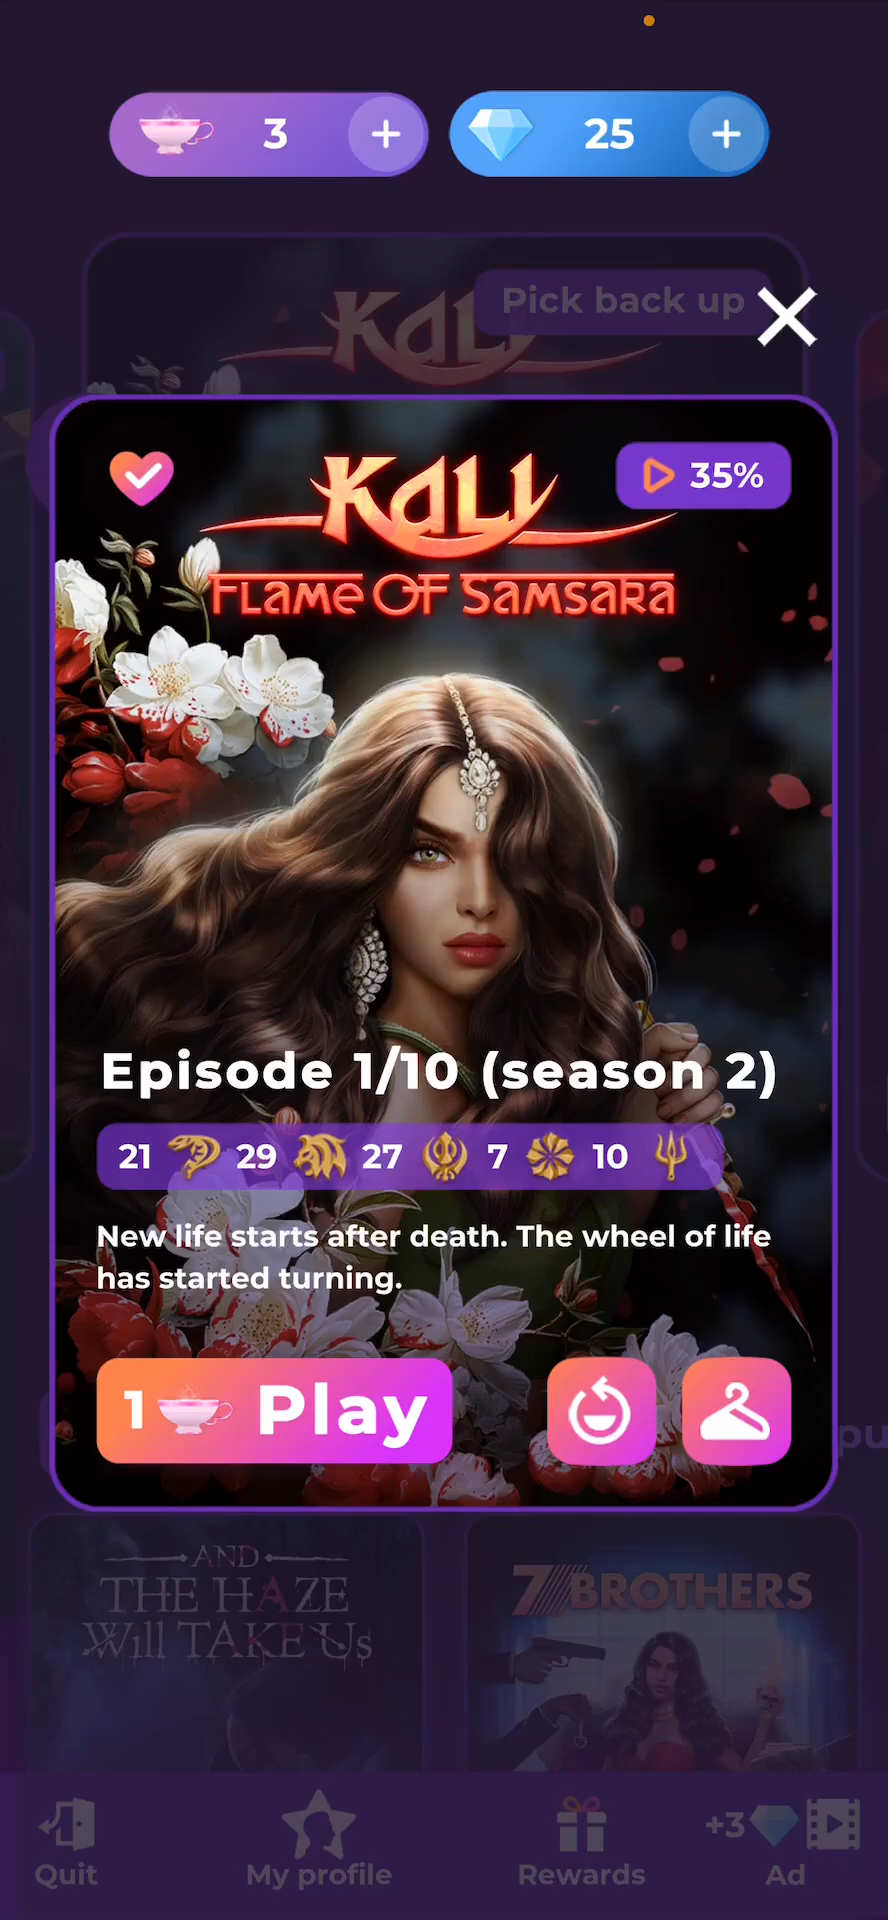 3
25
Pick back up
KALI
KALI
35%
FLAME OF SAMSARA
Episode 1/10 (season 2)
21 29 27 7 10
New life starts after death. The wheel of life
has started turning.
1 Play
pu
AND
THE HAZE
Will TAKE Us
7 BROTHERS
+3
Quit
My profile
Rewards
Ad